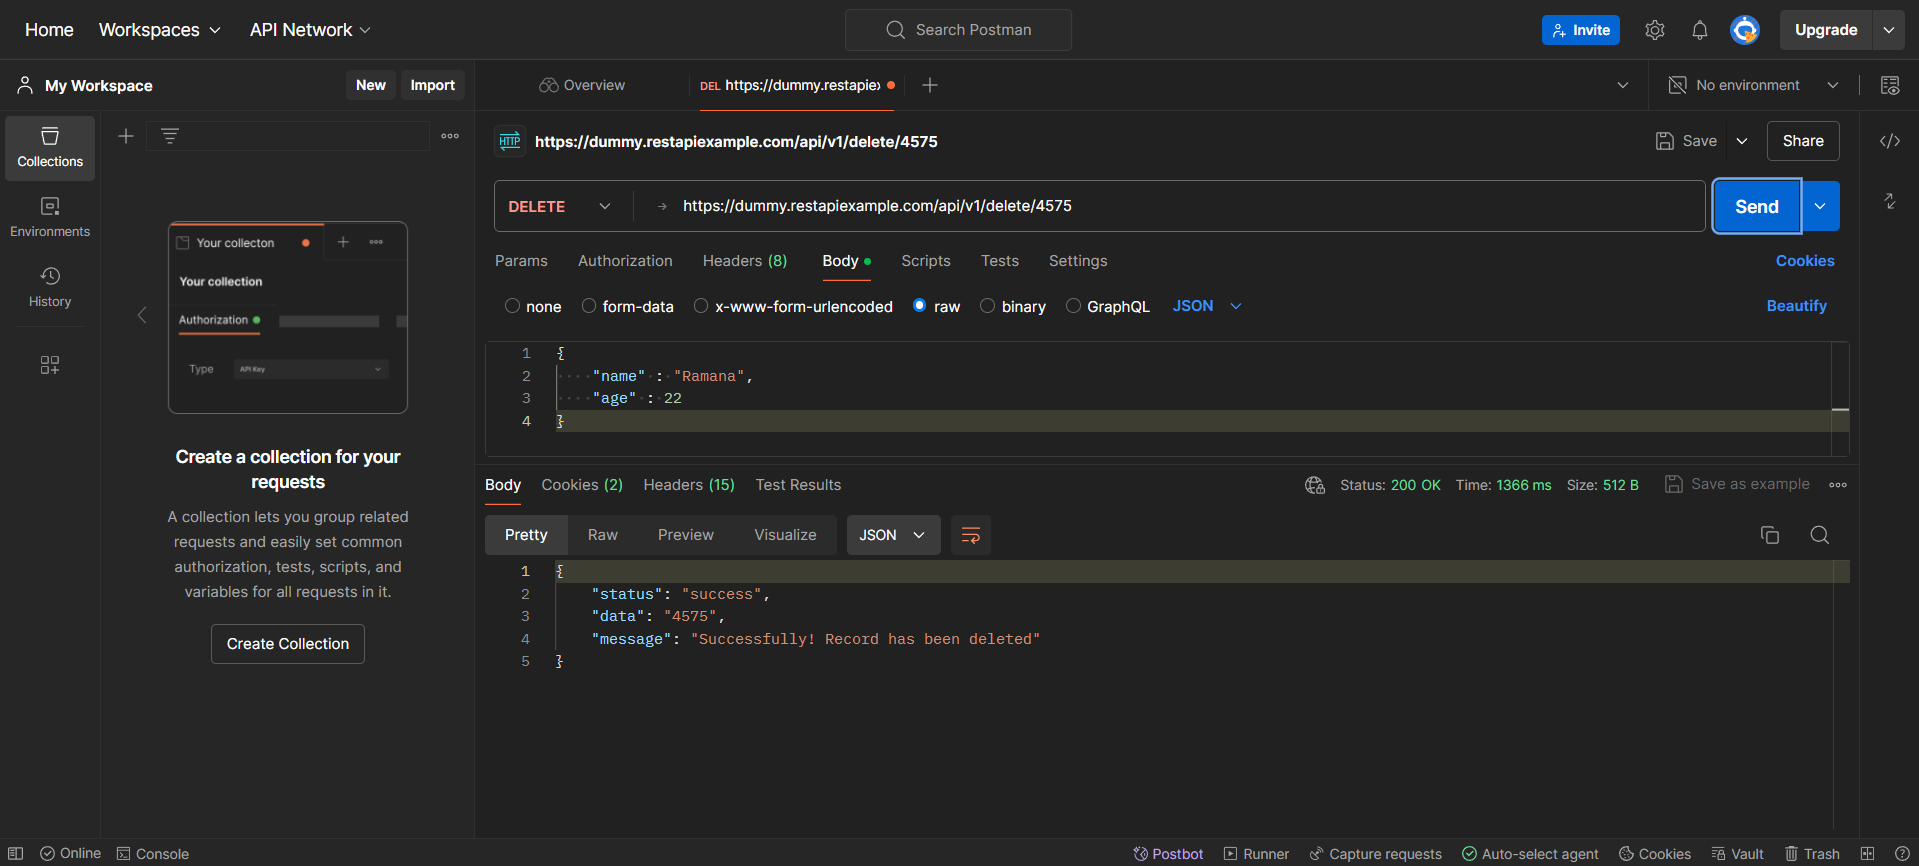 Home Workspaces API Network Search Postman Invite Upgrade
My Workspace New Import Overview DEL https://dummy.restapie No environment
Collections
Environments
History
Your collecton
Your collection
Authorization
Type API Key
Create a collection for your
requests
A collection lets you group related
requests and easily set common
authorization, tests, scripts, and
variables for all requests in it.
Create Collection
HTTP https://dummy.restapiexample.com/api/v1/delete/4575 Save Share
DELETE → https://dummy.restapiexample.com/api/v1/delete/4575 Send
Params Authorization Headers (8) Body Scripts Tests Settings Cookies
none form-data x-www-form-urlencoded raw binary GraphQL JSON Beautify
1 {
2 ····"name"·:·"Ramana",
3 ····"age"·:·22
4 }
Body Cookies (2) Headers (15) Test Results Status: 200 OK Time: 1366 ms Size: 512 B Save as example
Pretty Raw Preview Visualize JSON
1 {
2 "status": "success",
3 "data": "4575",
4 "message": "Successfully! Record has been deleted"
5 }
Online Console Postbot Runner Capture requests Auto-select agent Cookies Vault Trash